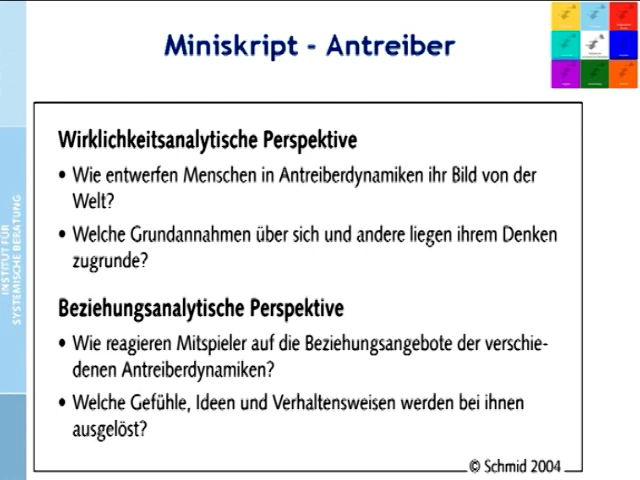 Miniskript - Antreiber
INSTITUT FÜR
SYSTEMISCHE BERATUNG
Wirklichkeitsanalytische Perspektive
• Wie entwerfen Menschen in Antreiberdynamiken ihr Bild von der
Welt?
• Welche Grundannahmen über sich und andere liegen ihrem Denken
zugrunde?
Beziehungsanalytische Perspektive
• Wie reagieren Mitspieler auf die Beziehungsangebote der verschie-
denen Antreiberdynamiken?
• Welche Gefühle, Ideen und Verhaltensweisen werden bei ihnen
ausgelöst?
© Schmid 2004